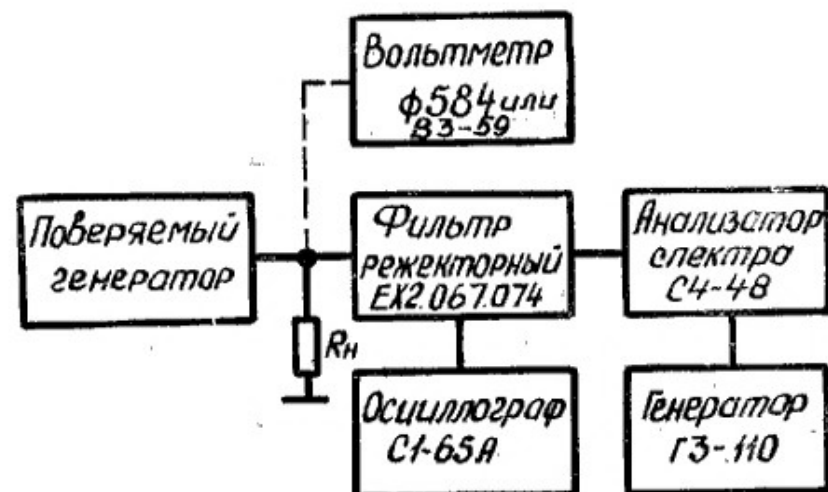 Вольтметр
Ф584 или
В3-59
Поверяемый
генератор
Фильтр
режекторный
ЕХ2.067.074
Анализатор
спектра
С4-48
Rн
Осциллограф
С1-65А
Генератор
Г3-110